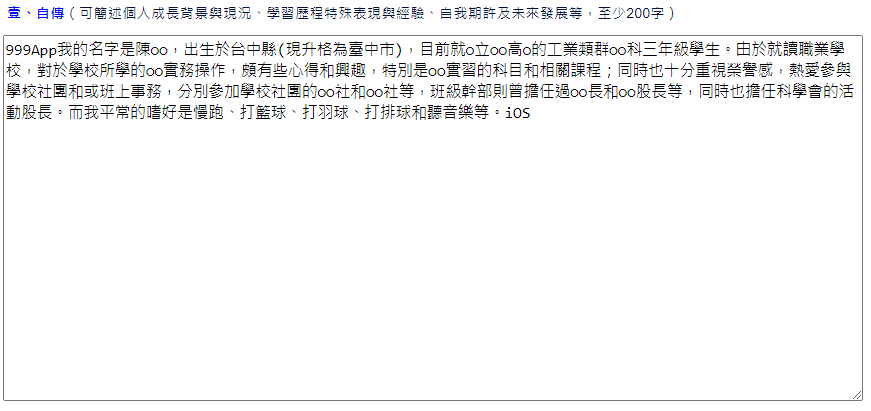 壹、自傳（可簡述個人成長背景與現況、學習歷程特殊表現與經驗、自我期許及未來發展等，至少200字）
999App我的名字是陳oo，出生於台中縣(現升格為臺中市)，目前就o立oo高o的工業類群oo科三年級學生。由於就讀職業學
校，對於學校所學的oo實務操作，頗有些心得和興趣，特別是oo實習的科目和相關課程；同時也十分重視榮譽感，熱愛參與
學校社團和或班上事務，分別參加學校社團的oo社和oo社等，班級幹部則曾擔任過oo長和oo股長等，同時也擔任科學會的活
動股長。而我平常的嗜好是慢跑、打籃球、打羽球、打排球和聽音樂等。iOS